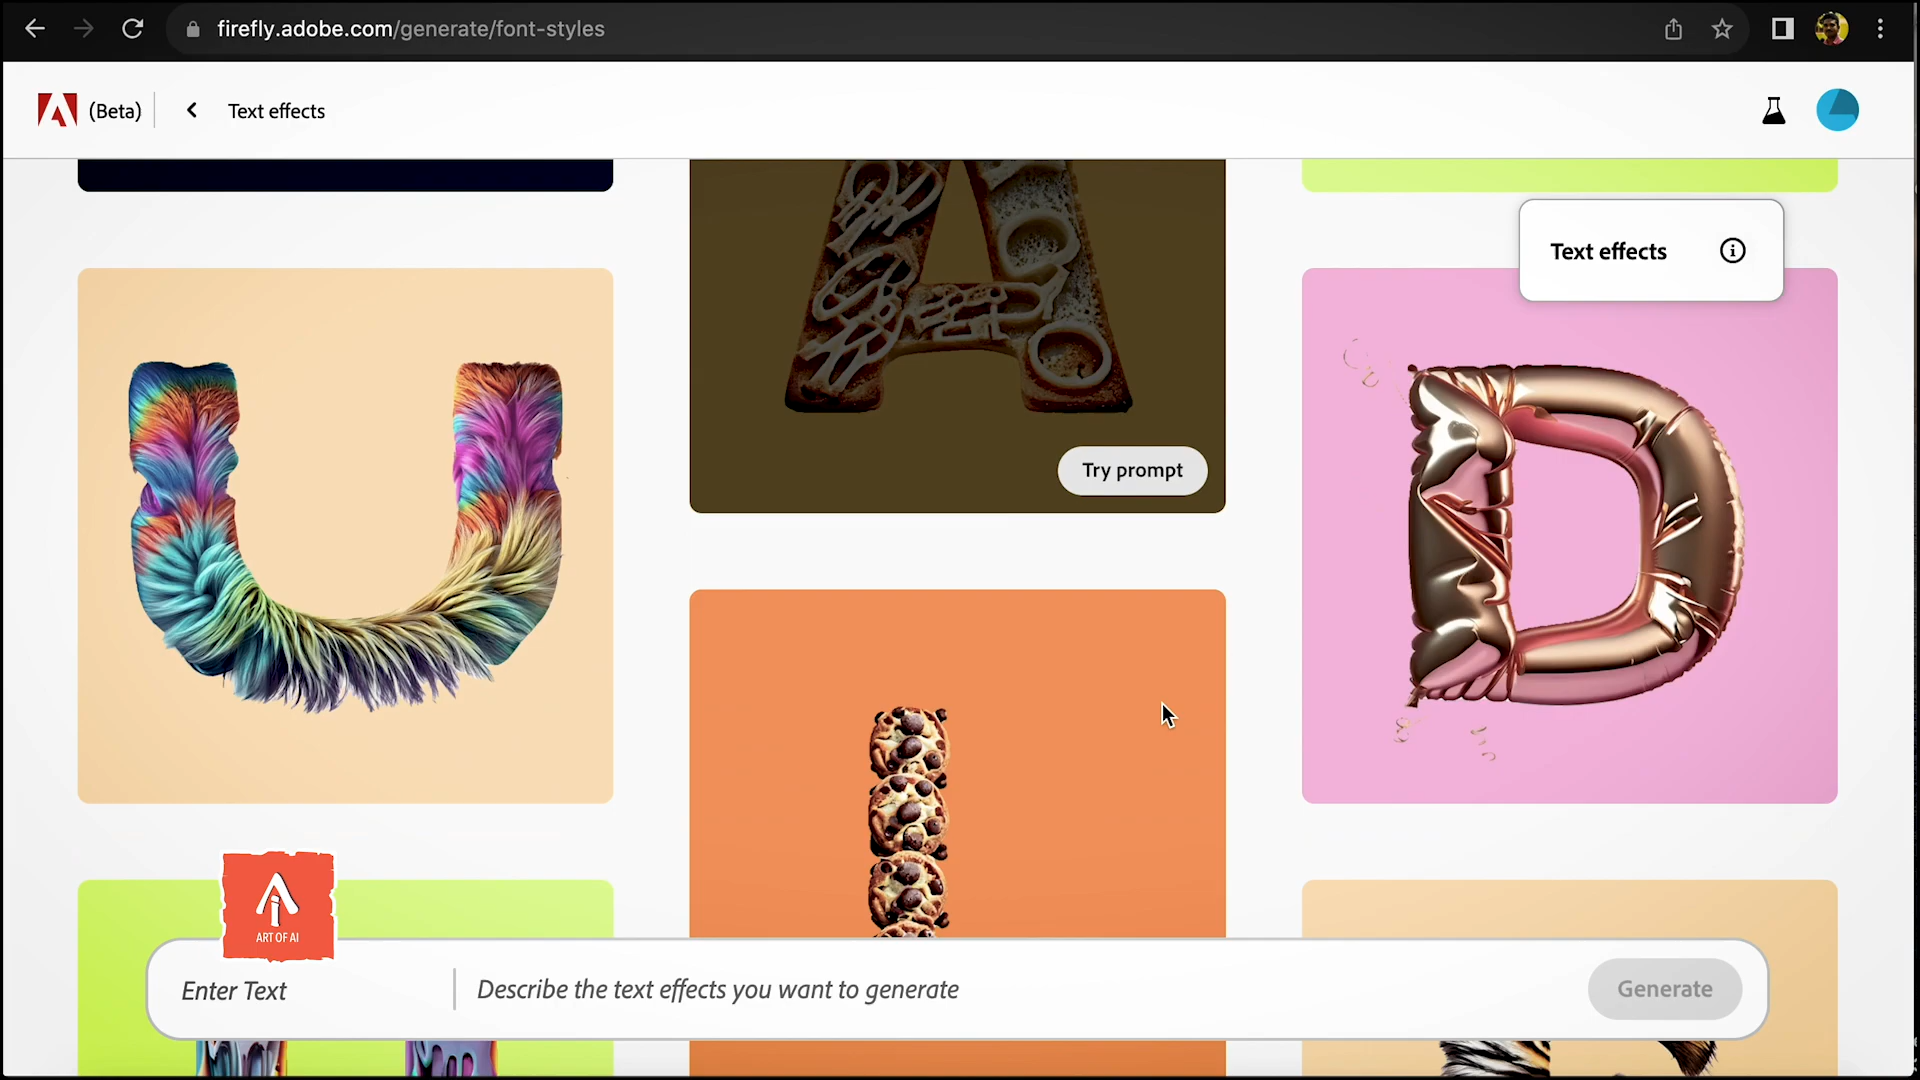 firefly.adobe.com/generate/font-styles
(Beta)
Text effects
Text effects
A
Try prompt
U
D
ART OF AI
Enter Text
Describe the text effects you want to generate
Generate